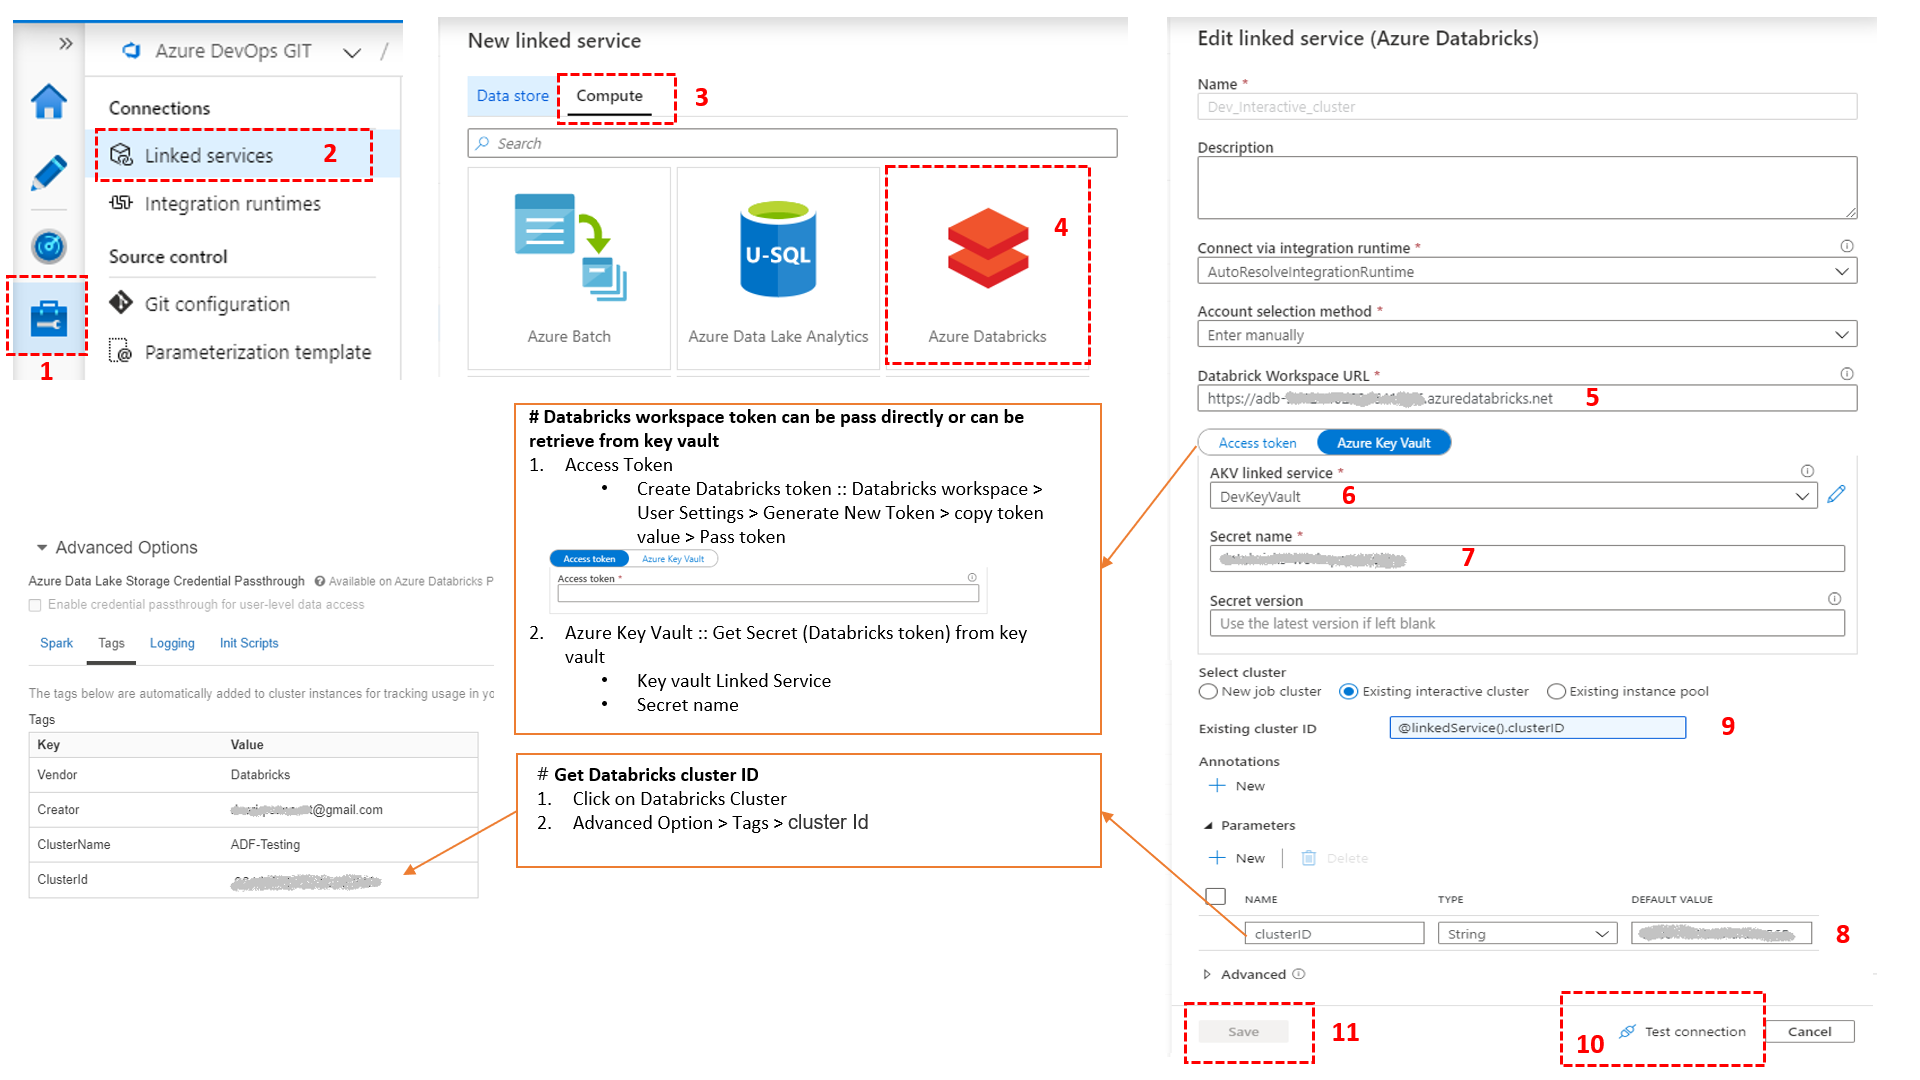 »
Azure DevOps GIT /
Connections
Linked services 2
Integration runtimes
Source control
Git configuration
Parameterization template
1
New linked service
Data store Compute 3
Search
U-SQL
4
Azure Batch Azure Data Lake Analytics Azure Databricks
# Databricks workspace token can be pass directly or can be
retrieve from key vault
1. Access Token
• Create Databricks token :: Databricks workspace >
User Settings > Generate New Token > copy token
value > Pass token
Access token Azure Key Vault
Access token *
2. Azure Key Vault :: Get Secret (Databricks token) from key
vault
• Key vault Linked Service
• Secret name
# Get Databricks cluster ID
1. Click on Databricks Cluster
2. Advanced Option > Tags > cluster Id
Advanced Options
Azure Data Lake Storage Credential Passthrough Available on Azure Databricks P
Enable credential passthrough for user-level data access
Spark Tags Logging Init Scripts
The tags below are automatically added to cluster instances for tracking usage in yc
Tags
Key Value
Vendor Databricks
Creator @gmail.com
ClusterName ADF-Testing
ClusterId
Edit linked service (Azure Databricks)
Name *
Dev_Interactive_cluster
Description
Connect via integration runtime *
AutoResolveIntegrationRuntime
Account selection method *
Enter manually
Databrick Workspace URL *
https://adb- .azuredatabricks.net 5
Access token Azure Key Vault
AKV linked service *
DevKeyVault 6
Secret name *
7
Secret version
Use the latest version if left blank
Select cluster
New job cluster Existing interactive cluster Existing instance pool
Existing cluster ID @linkedService().clusterID 9
Annotations
+ New
Parameters
+ New Delete
NAME TYPE DEFAULT VALUE
clusterID String 8
Advanced
Save 11 10 Test connection Cancel